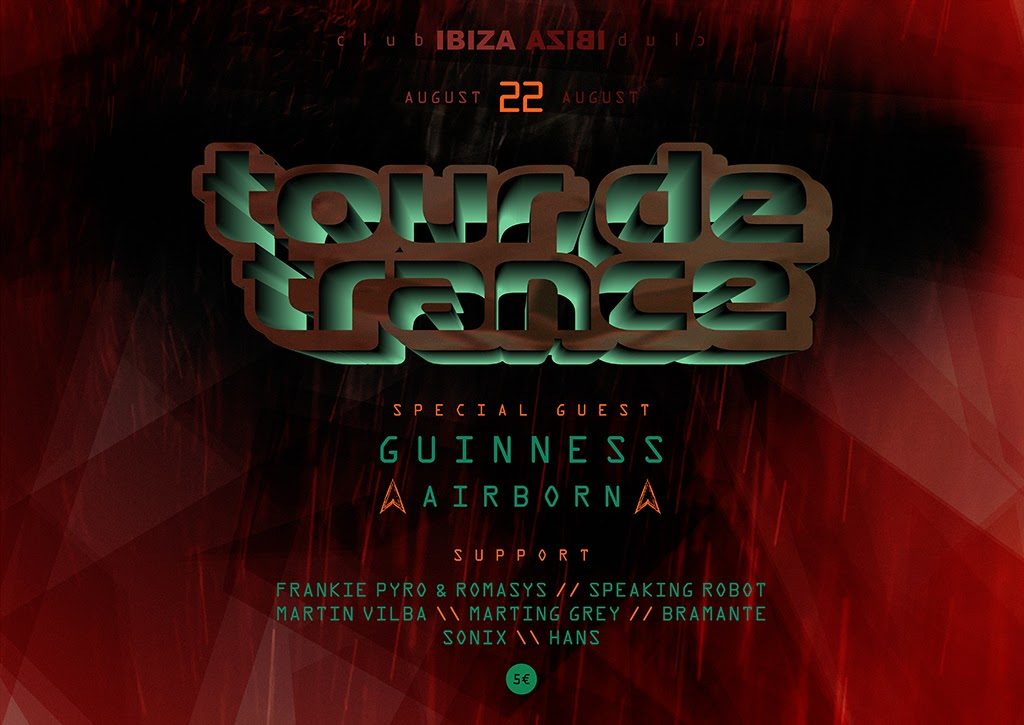 club IBIZA IBIZA club
AUGUST 22 AUGUST
tour de
trance
SPECIAL GUEST
GUINNESS
AIRBORN
SUPPORT
FRANKIE PYRO & ROMASYS // SPEAKING ROBOT
MARTIN VILBA \\ MARTING GREY // BRAMANTE
SONIX \\ HANS
5€